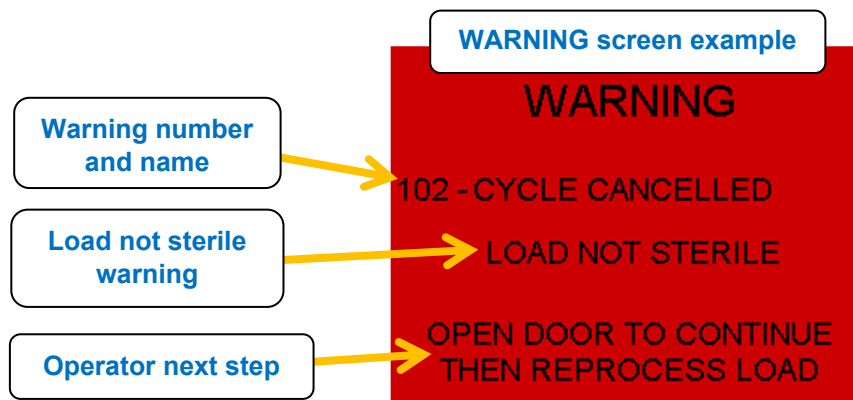 WARNING screen example
WARNING
Warning number
and name
102 - CYCLE CANCELLED
Load not sterile
warning
LOAD NOT STERILE
Operator next step
OPEN DOOR TO CONTINUE
THEN REPROCESS LOAD